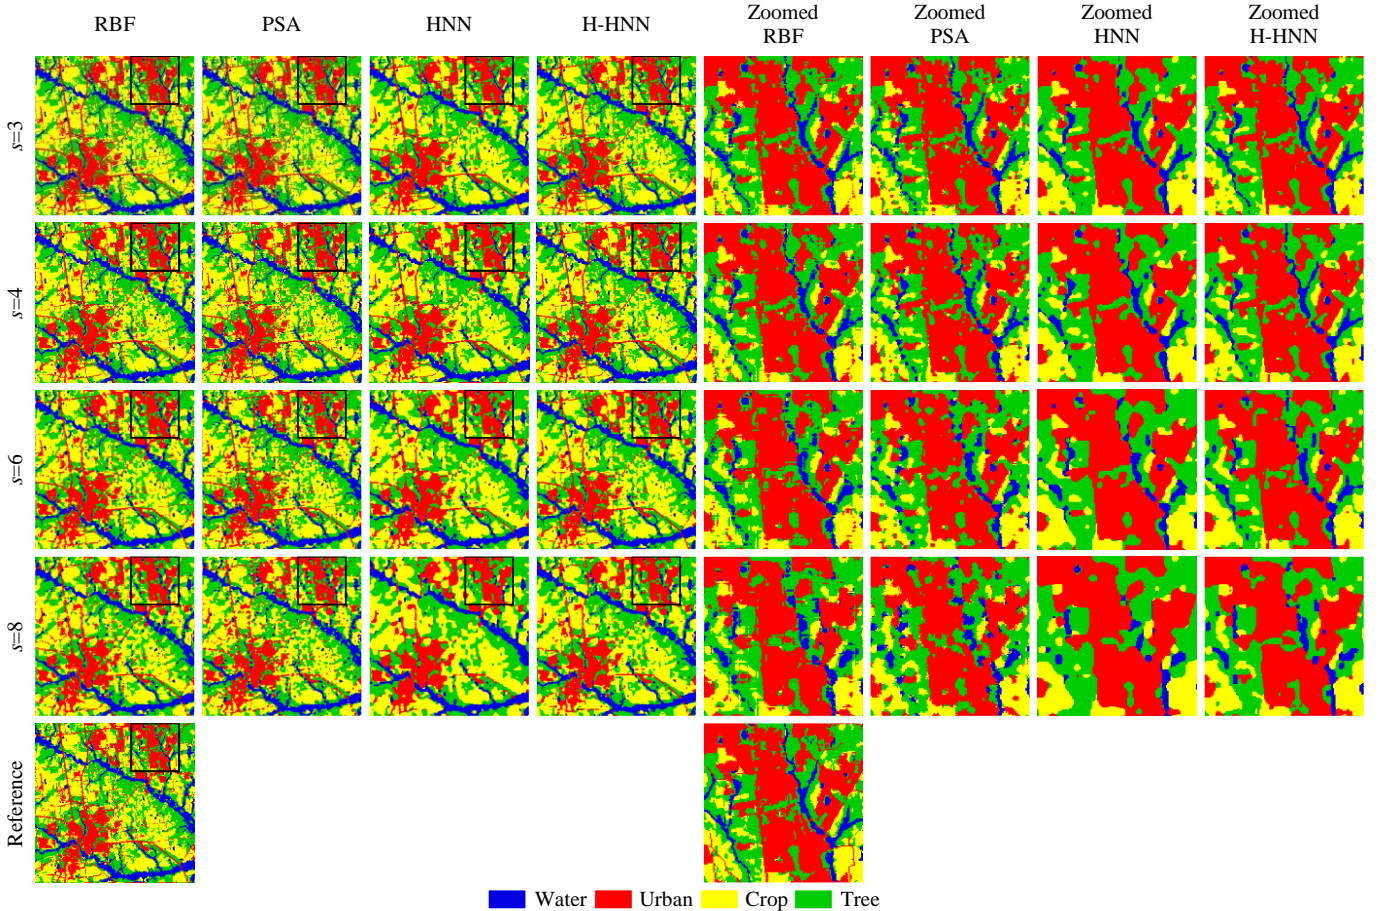 RBF PSA HNN H-HNN Zoomed RBF Zoomed PSA Zoomed HNN Zoomed H-HNN
s=3
s=4
s=6
s=8
Reference
Water Urban Crop Tree